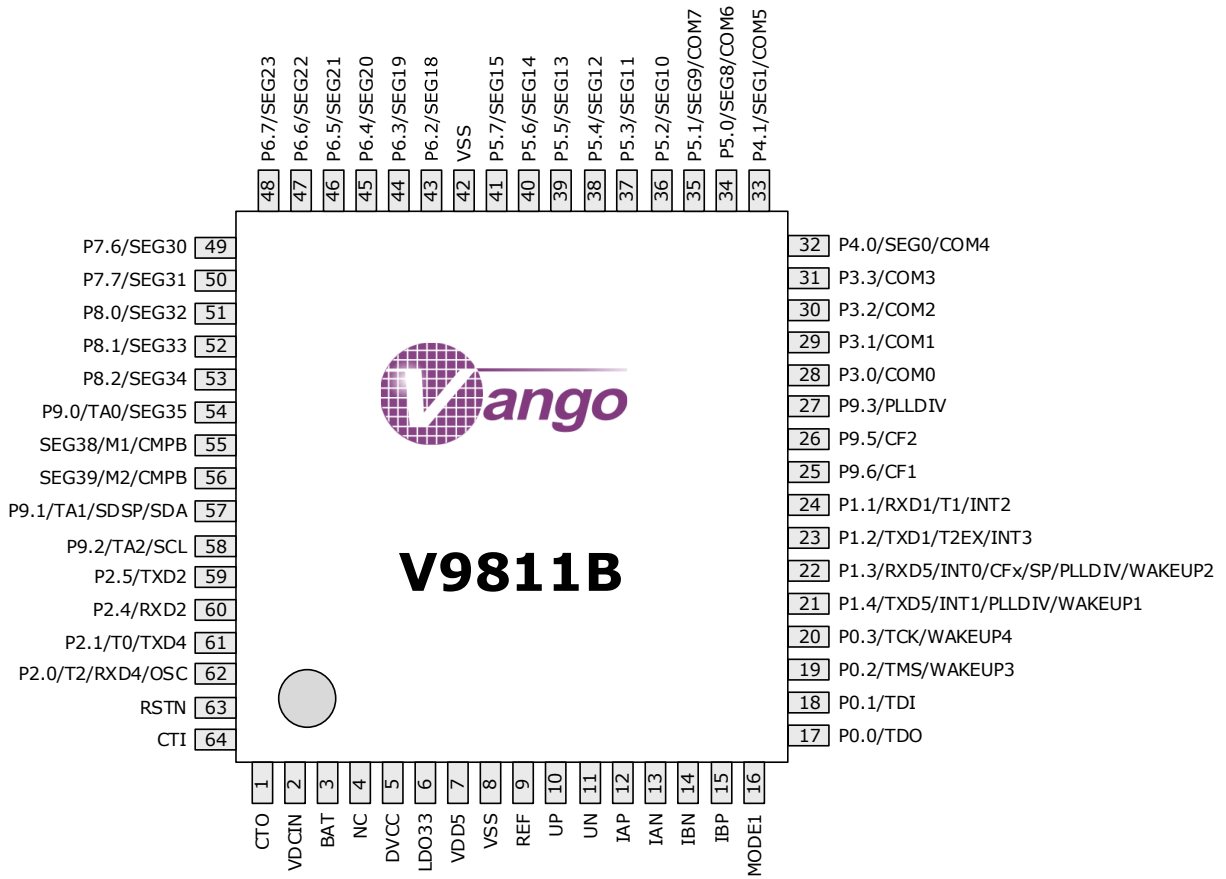 P6.7/SEG23
P6.6/SEG22
P6.5/SEG21
P6.4/SEG20
P6.3/SEG19
P6.2/SEG18
VSS
P5.7/SEG15
P5.6/SEG14
P5.5/SEG13
P5.4/SEG12
P5.3/SEG11
P5.2/SEG10
P5.1/SEG9/COM7
P5.0/SEG8/COM6
P4.1/SEG1/COM5
48
47
46
45
44
43
42
41
40
39
38
37
36
35
34
33
P7.6/SEG30 49
P7.7/SEG31 50
P8.0/SEG32 51
P8.1/SEG33 52
P8.2/SEG34 53
P9.0/TA0/SEG35 54
SEG38/M1/CMPB 55
SEG39/M2/CMPB 56
P9.1/TA1/SDSP/SDA 57
P9.2/TA2/SCL 58
P2.5/TXD2 59
P2.4/RXD2 60
P2.1/T0/TXD4 61
P2.0/T2/RXD4/OSC 62
RSTN 63
CTI 64
Vango
V9811B
32 P4.0/SEG0/COM4
31 P3.3/COM3
30 P3.2/COM2
29 P3.1/COM1
28 P3.0/COM0
27 P9.3/PLLDIV
26 P9.5/CF2
25 P9.6/CF1
24 P1.1/RXD1/T1/INT2
23 P1.2/TXD1/T2EX/INT3
22 P1.3/RXD5/INT0/CFx/SP/PLLDIV/WAKEUP2
21 P1.4/TXD5/INT1/PLLDIV/WAKEUP1
20 P0.3/TCK/WAKEUP4
19 P0.2/TMS/WAKEUP3
18 P0.1/TDI
17 P0.0/TDO
1
2
3
4
5
6
7
8
9
10
11
12
13
14
15
16
CTO
VDCIN
BAT
NC
DVCC
LDO33
VDD5
VSS
REF
UP
UN
IAP
IAN
IBN
IBP
MODE1